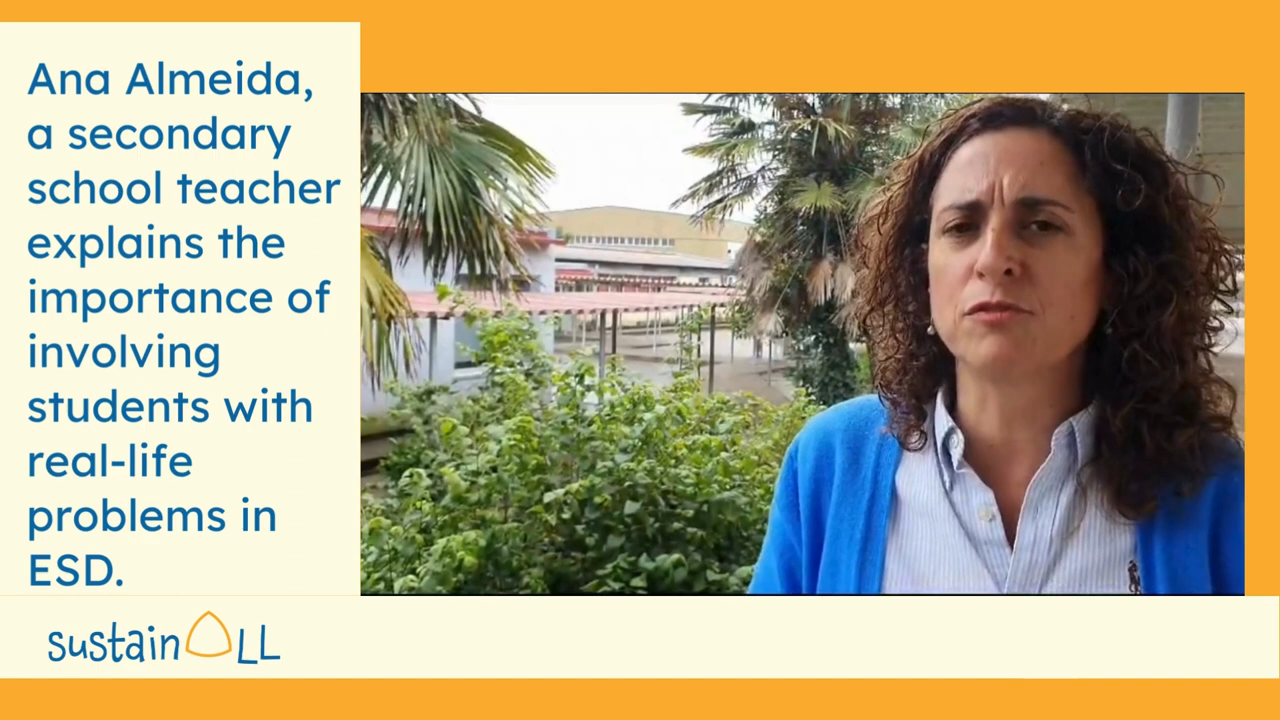 Ana Almeida,
a secondary
school teacher
explains the
importance of
involving
students with
real-life
problems in
ESD.
sustainALL